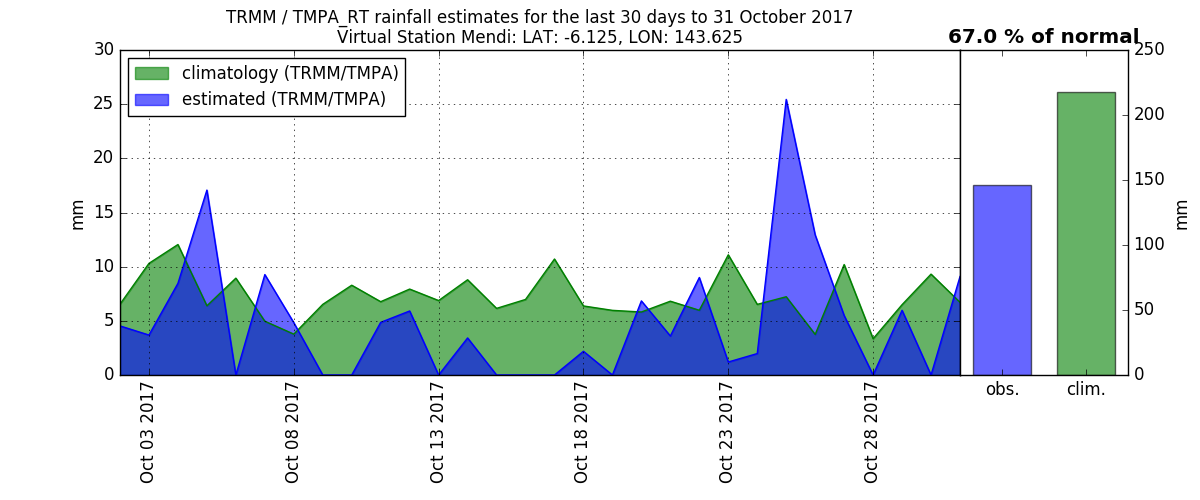 TRMM / TMPA_RT rainfall estimates for the last 30 days to 31 October 2017
Virtual Station Mendi: LAT: -6.125, LON: 143.625
67.0 % of normal
climatology (TRMM/TMPA)
estimated (TRMM/TMPA)
30
25
20
15
10
5
0
mm
Oct 03 2017
Oct 08 2017
Oct 13 2017
Oct 18 2017
Oct 23 2017
Oct 28 2017
obs.
clim.
250
200
150
100
50
0
mm